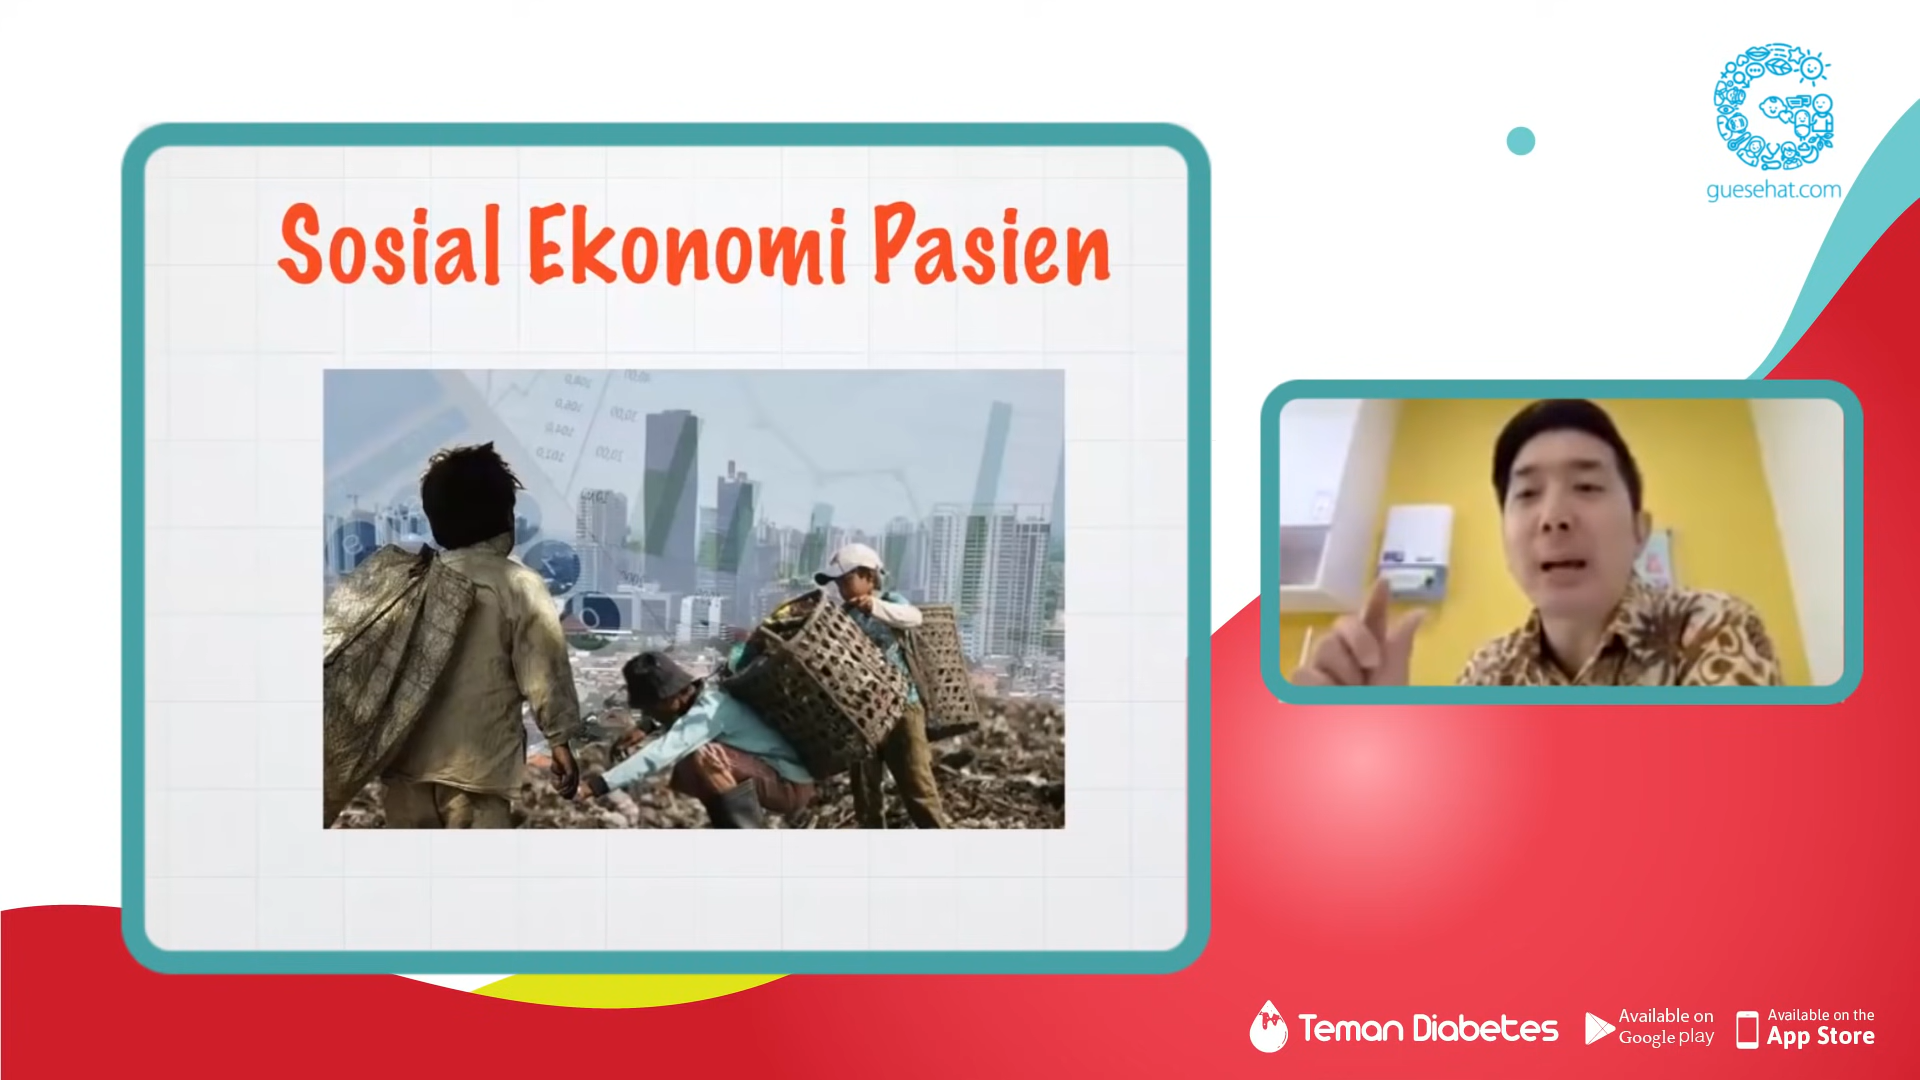 Sosial Ekonomi Pasien
guesehat.com
Teman Diabetes
Available on
Google play
Available on the
App Store